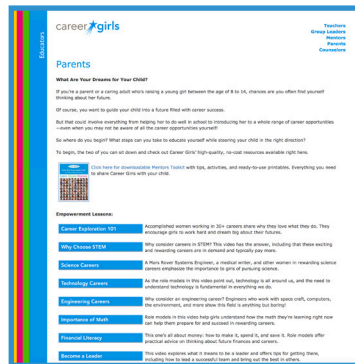 career girls
Teachers
Group Leaders
Mentors
Parents
Counselors
Educators
Parents
What Are Your Dreams for Your Child?
If you're a parent or a caring adult who's raising a young girl between the age of 8 to 16, chances are you often find yourself
thinking about her future.
Of course, you want to guide your child into a future filled with career success.
But that could involve everything from helping her to do well in school to introducing her to a whole range of career opportunities
—even when you may not be aware of all the career opportunities yourself!
So where do you begin? What steps can you take to educate yourself while steering your child in the right direction?
To begin, the two of you can sit down and check out Career Girls' high-quality, no-cost resources available right here.
Click here for downloadable Mentors Toolkit with tips, activities, and ready-to-use printables. Everything you need
to share Career Girls with your child.
Empowerment Lessons:
Career Exploration 101
Accomplished women working in 30+ careers share why they love what they do. They
encourage girls to work hard and dream big about their futures.
Why Choose STEM
Why consider careers in STEM? This video has the answer, including that these exciting
and rewarding careers are in demand and typically pay more.
Science Careers
A Mars Rover Systems Engineer, a medical writer, and other women in rewarding science
careers emphasize the importance to girls of pursuing science.
Technology Careers
As the role models in this video point out, technology is all around us, and the need to
understand technology is fundamental in everything we do.
Engineering Careers
Why consider an engineering career? Engineers who work with space craft, computers,
the environment, and more show this field is anything but boring!
Importance of Math
Role models in this video help girls understand how the math they're learning right now
can help them prepare for and succeed in rewarding careers.
Financial Literacy
This one's all about money: how to make it, spend it, and save it. Role models offer
practical advice on thinking about future finances and careers.
Become a Leader
This video explores what it means to be a leader and offers tips for getting there,
including how to lead a successful team and bring out the best in others.